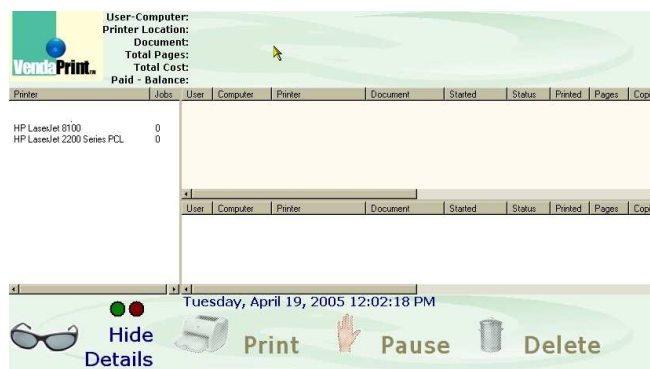 User-Computer:
Printer Location:
Document:
Total Pages:
Total Cost:
Paid - Balance:
VendaPrint
Printer Jobs User Computer Printer Document Started Status Printed Pages Copi
HP LaserJet 8100 0
HP LaserJet 2200 Series PCL 0
User Computer Printer Document Started Status Printed Pages Copi
Tuesday, April 19, 2005 12:02:18 PM
Hide
Details
Print Pause Delete